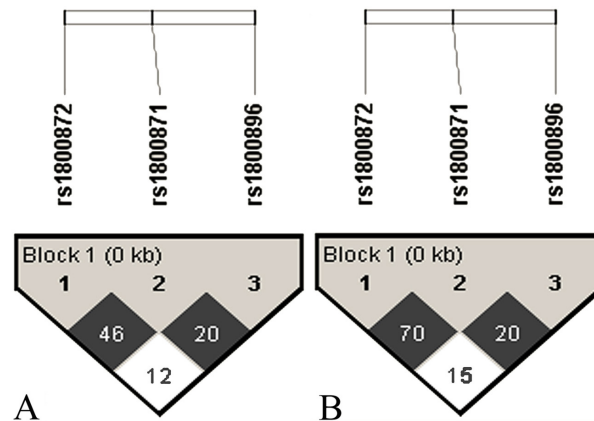 rs1800872
rs1800871
rs1800896
Block 1 (0 kb)
1 2 3
46 20
12
A
rs1800872
rs1800871
rs1800896
Block 1 (0 kb)
1 2 3
70 20
15
B